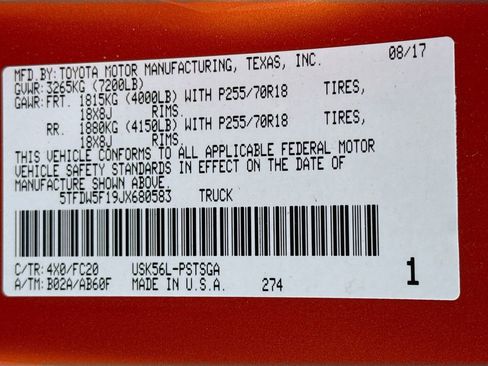 MFD.BY:TOYOTA MOTOR MANUFACTURING, TEXAS, INC. 08/17
GVWR:3265KG (7200LB)
GAWR:FRT. 1815KG (4000LB) WITH P255/70R18 TIRES,
18X8J RIMS.
RR. 1880KG (4150LB) WITH P255/70R18 TIRES,
18X8J RIMS.
THIS VEHICLE CONFORMS TO ALL APPLICABLE FEDERAL MOTOR
VEHICLE SAFETY STANDARDS IN EFFECT ON THE DATE OF
MANUFACTURE SHOWN ABOVE.
5TFDW5F19JX680583 TRUCK
C/TR: 4X0/FC20 USK56L-PSTSGA
A/TM: B02A/AB60F MADE IN U.S.A. 274 1